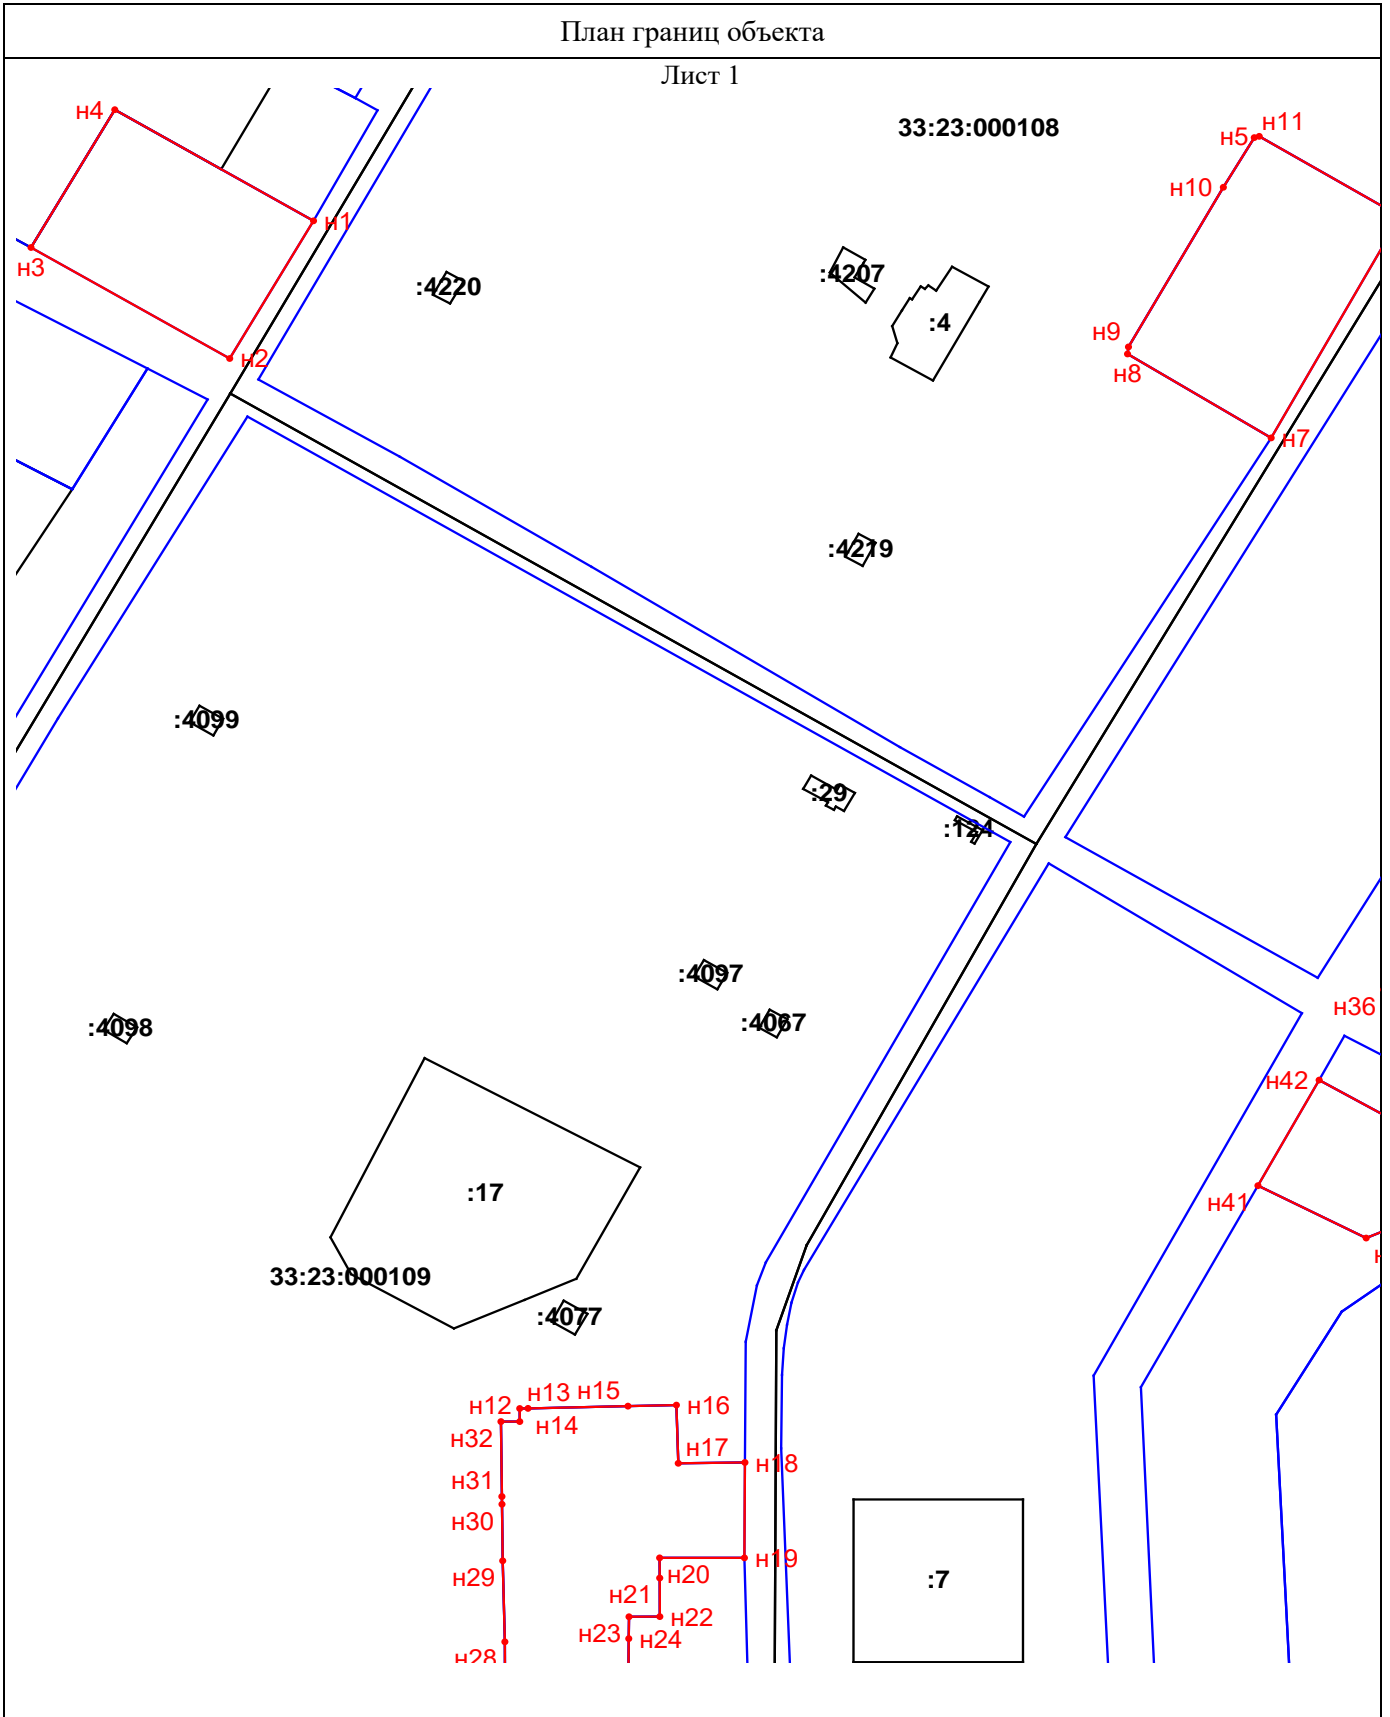 План границ объекта
Лист 1
н4
33:23:000108
н11
н5
н10
н1
н3
:4207
:4220
:4
н9
н2
н8
н7
:4219
:4099
:29
:124
:4097
н36
:4067
:4098
н42
:17
н41
33:23:000109
:4077
н13
н15
н12
н16
н14
н32
н17
н18
н31
н30
н19
н29
н20
:7
н21
н22
н23
н24
н28